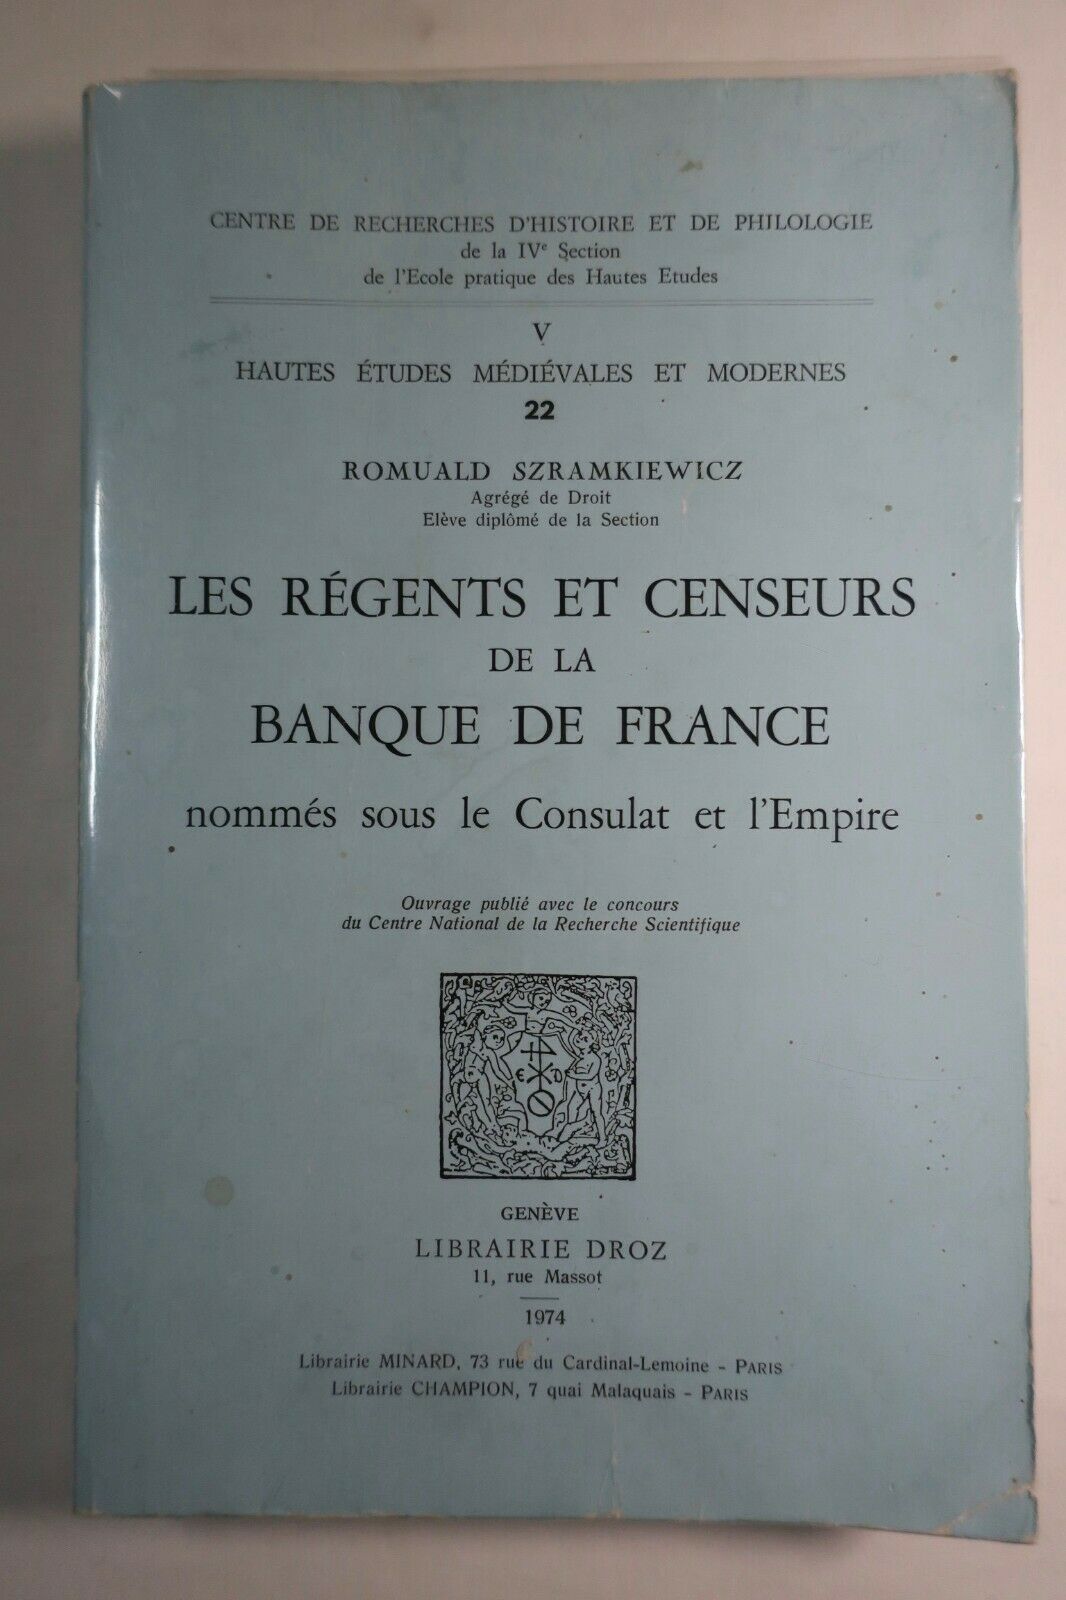 CENTRE DE RECHERCHES D'HISTOIRE ET DE PHILOLOGIE
de la IVe Section
de l'Ecole pratique des Hautes Etudes
V
HAUTES ÉTUDES MÉDIÉVALES ET MODERNES
22
ROMUALD SZRAMKIEWICZ
Agrégé de Droit
Elève diplômé de la Section
LES RÉGENTS ET CENSEURS
DE LA
BANQUE DE FRANCE
nommés sous le Consulat et l'Empire
Ouvrage publié avec le concours
du Centre National de la Recherche Scientifique
E D
GENÈVE
LIBRAIRIE DROZ
11, rue Massot
1974
Librairie MINARD, 73 rue du Cardinal-Lemoine - PARIS
Librairie CHAMPION, 7 quai Malaquais - PARIS